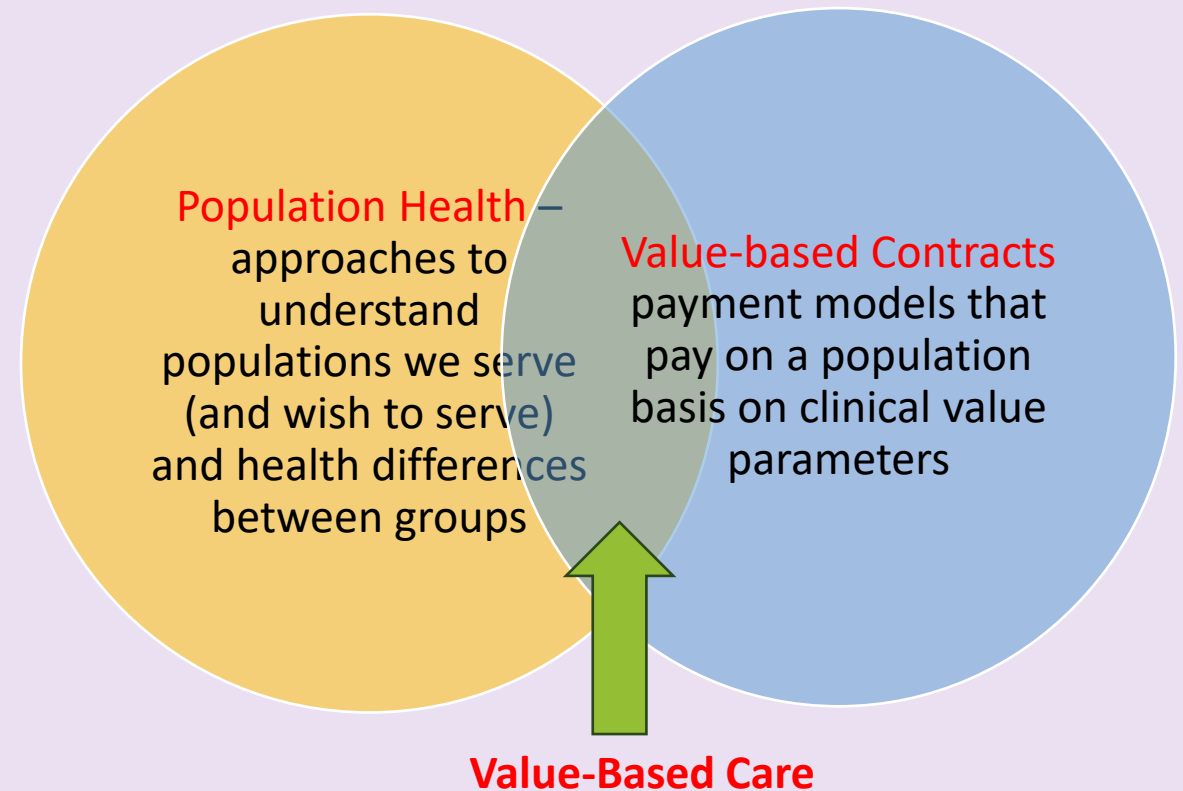 Population Health –
approaches to
understand
populations we serve
(and wish to serve)
and health differences
between groups
Value-based Contracts
payment models that
pay on a population
basis on clinical value
parameters
Value-Based Care